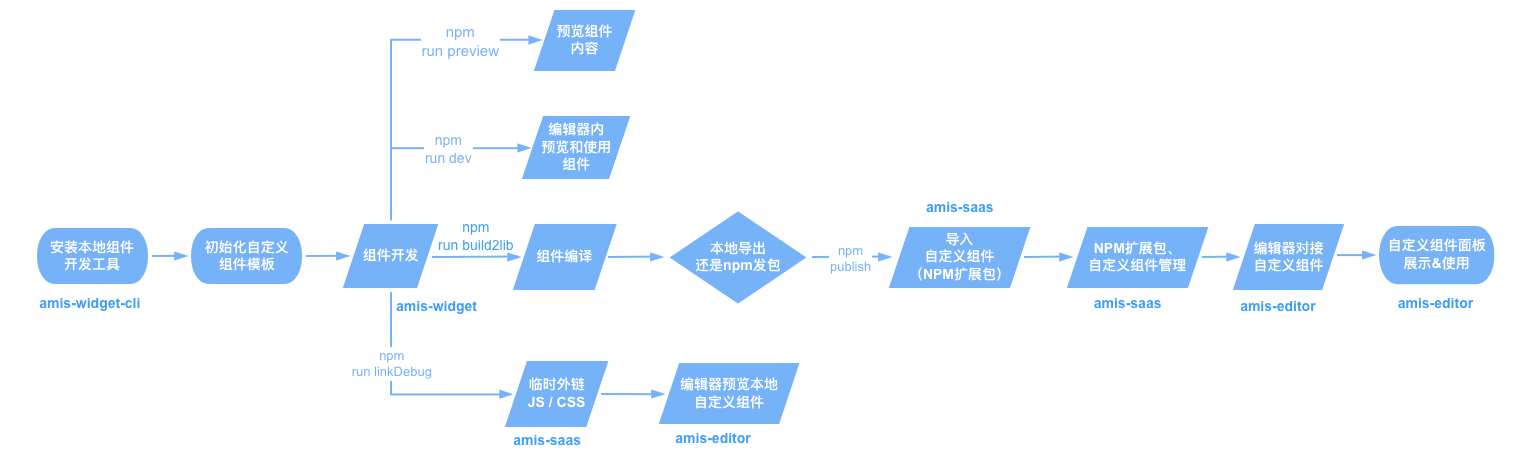 npm
run preview
预览组件
内容
npm
run dev
编辑器内
预览和使用
组件
安装本地组件
开发工具
amis-widget-cli
初始化自定义
组件模板
组件开发
amis-widget
npm
run build2lib
组件编译
本地导出
还是npm发包
npm
publish
amis-saas
导入
自定义组件
（NPM扩展包）
NPM扩展包、
自定义组件管理
amis-saas
编辑器对接
自定义组件
amis-editor
自定义组件面板
展示&使用
amis-editor
npm
run linkDebug
临时外链
JS / CSS
amis-saas
编辑器预览本地
自定义组件
amis-editor